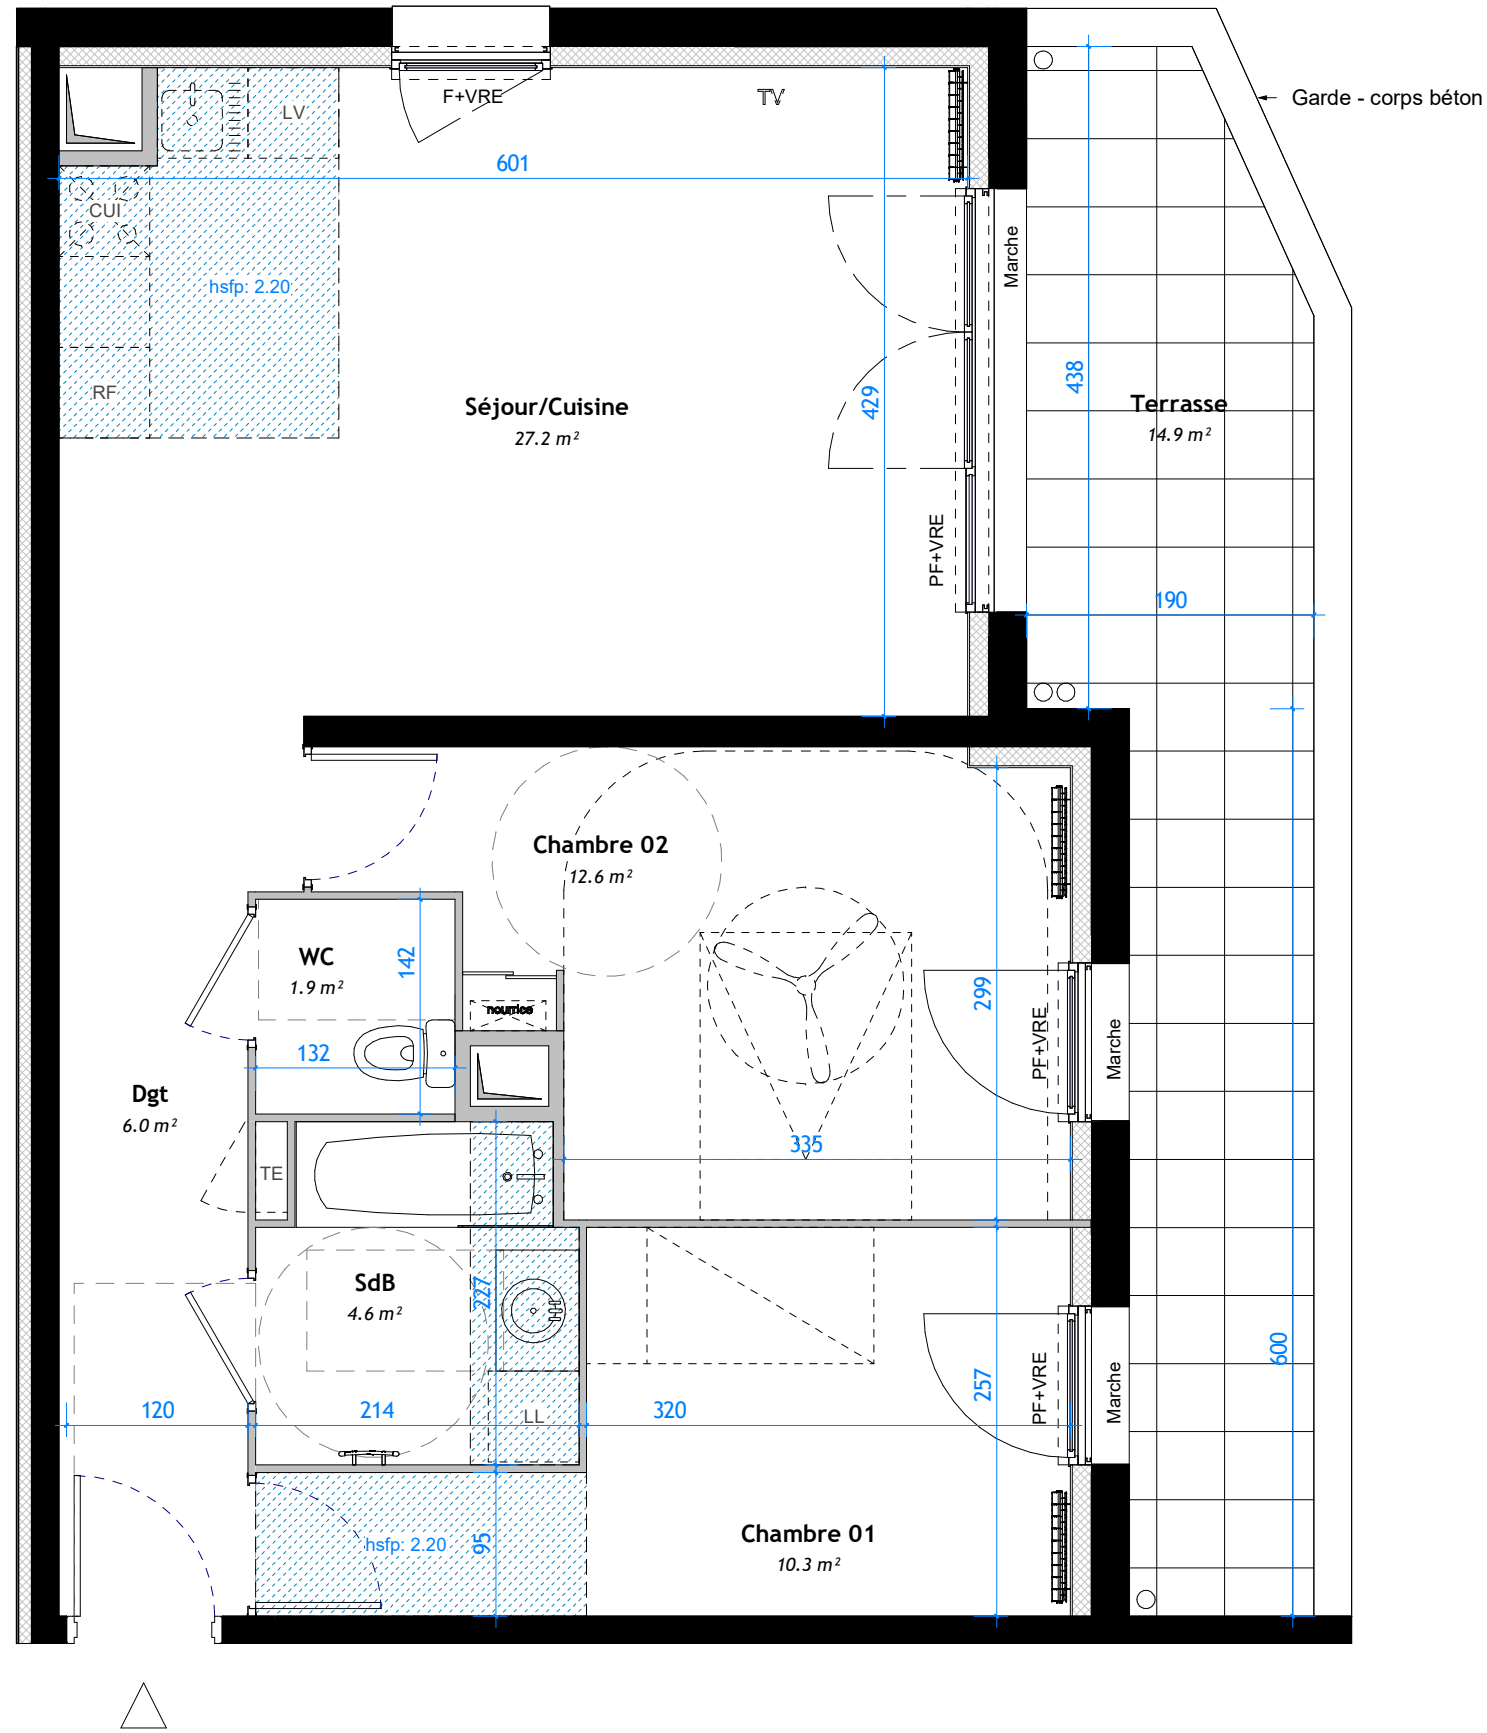 F+VRE
TV
Garde - corps béton
LV
601
CUI
Marche
hsfp: 2.20
RF
Séjour/Cuisine
27.2 m²
429
438
Terrasse
14.9 m²
PF+VRE
190
Chambre 02
12.6 m²
WC
1.9 m²
142
nourrice
299
PF+VRE
Marche
132
Dgt
6.0 m²
335
TE
SdB
4.6 m²
227
600
257
PF+VRE
Marche
120
214
LL
320
hsfp: 2.20
95
Chambre 01
10.3 m²